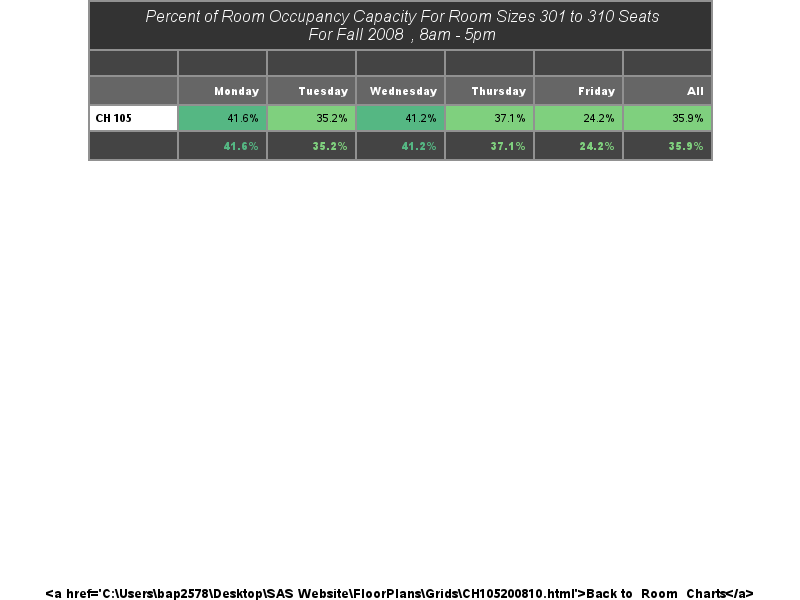 Percent of Room Occupancy Capacity For Room Sizes 301 to 310 Seats
For Fall 2008 , 8am - 5pm
Monday Tuesday Wednesday Thursday Friday All
CH 105 41.6% 35.2% 41.2% 37.1% 24.2% 35.9%
41.6% 35.2% 41.2% 37.1% 24.2% 35.9%
<a href='C:\Users\bap2578\Desktop\SAS Website\FloorPlans\Grids\CH105200810.html'>Back to Room Charts</a>